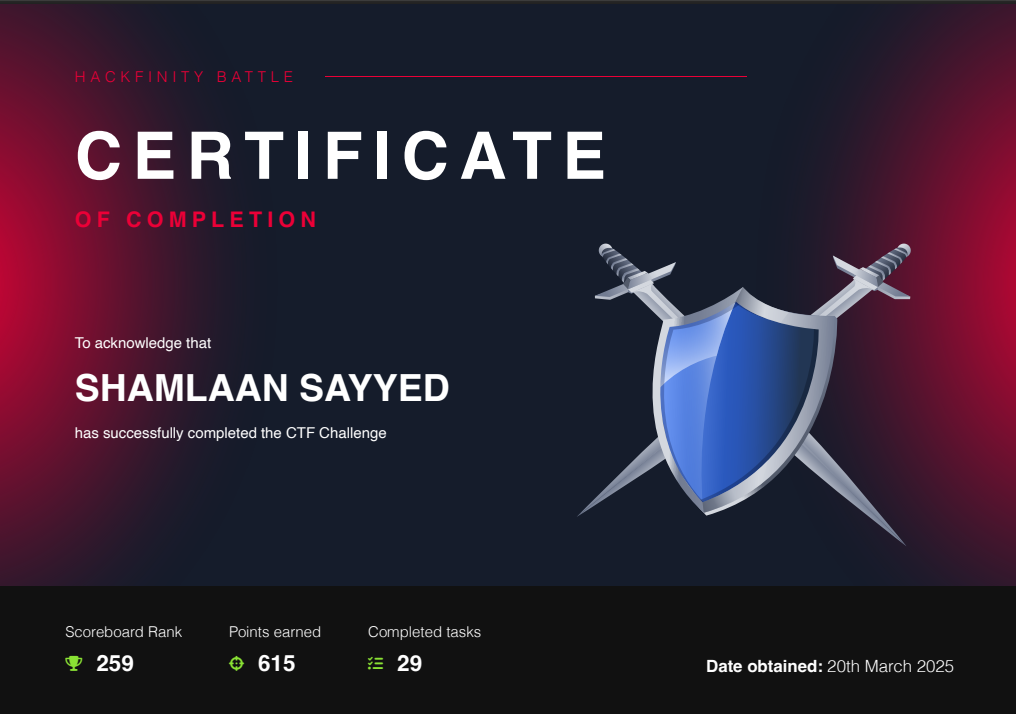 HACKFINITY BATTLE
CERTIFICATE
OF COMPLETION
To acknowledge that
SHAMLAAN SAYYED
has successfully completed the CTF Challenge
Scoreboard Rank
259
Points earned
615
Completed tasks
29
Date obtained: 20th March 2025